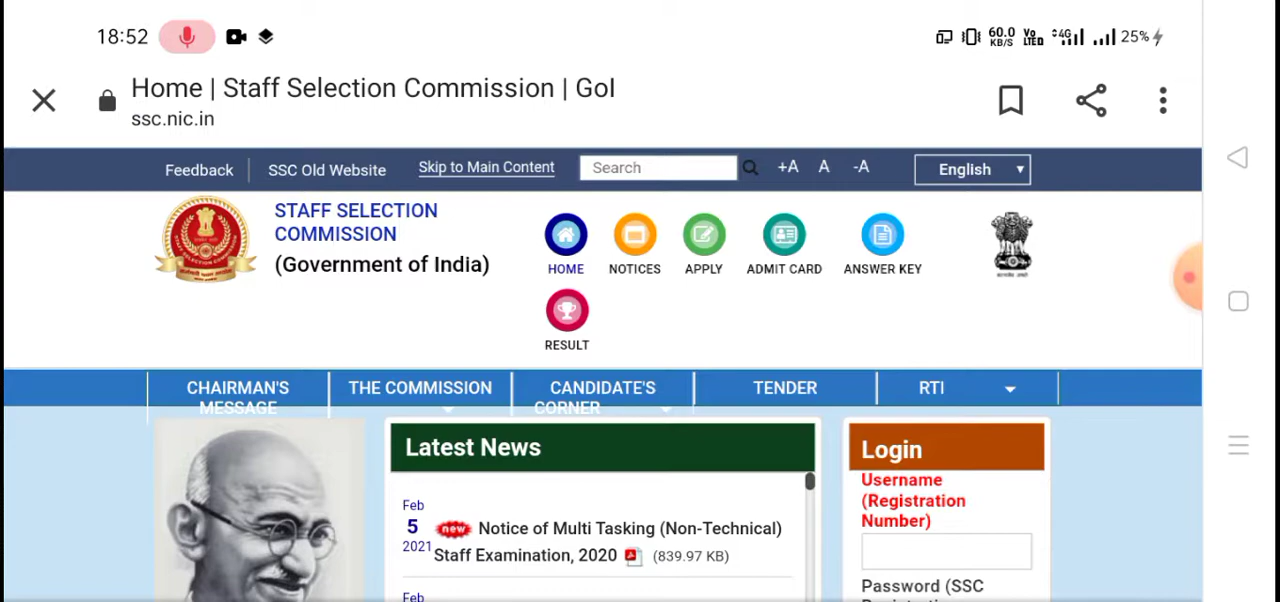 18:52
60.0 KB/S
Vo LTED
4G
25%
Home | Staff Selection Commission | GoI
ssc.nic.in
Feedback
SSC Old Website
Skip to Main Content
Search
+A
A
-A
English
STAFF SELECTION
COMMISSION
(Government of India)
HOME
NOTICES
APPLY
ADMIT CARD
ANSWER KEY
RESULT
CHAIRMAN'S
MESSAGE
THE COMMISSION
CANDIDATE'S
CORNER
TENDER
RTI
Latest News
Feb
5
2021
new Notice of Multi Tasking (Non-Technical)
Staff Examination, 2020 (839.97 KB)
Feb
Login
Username
(Registration
Number)
Password (SSC